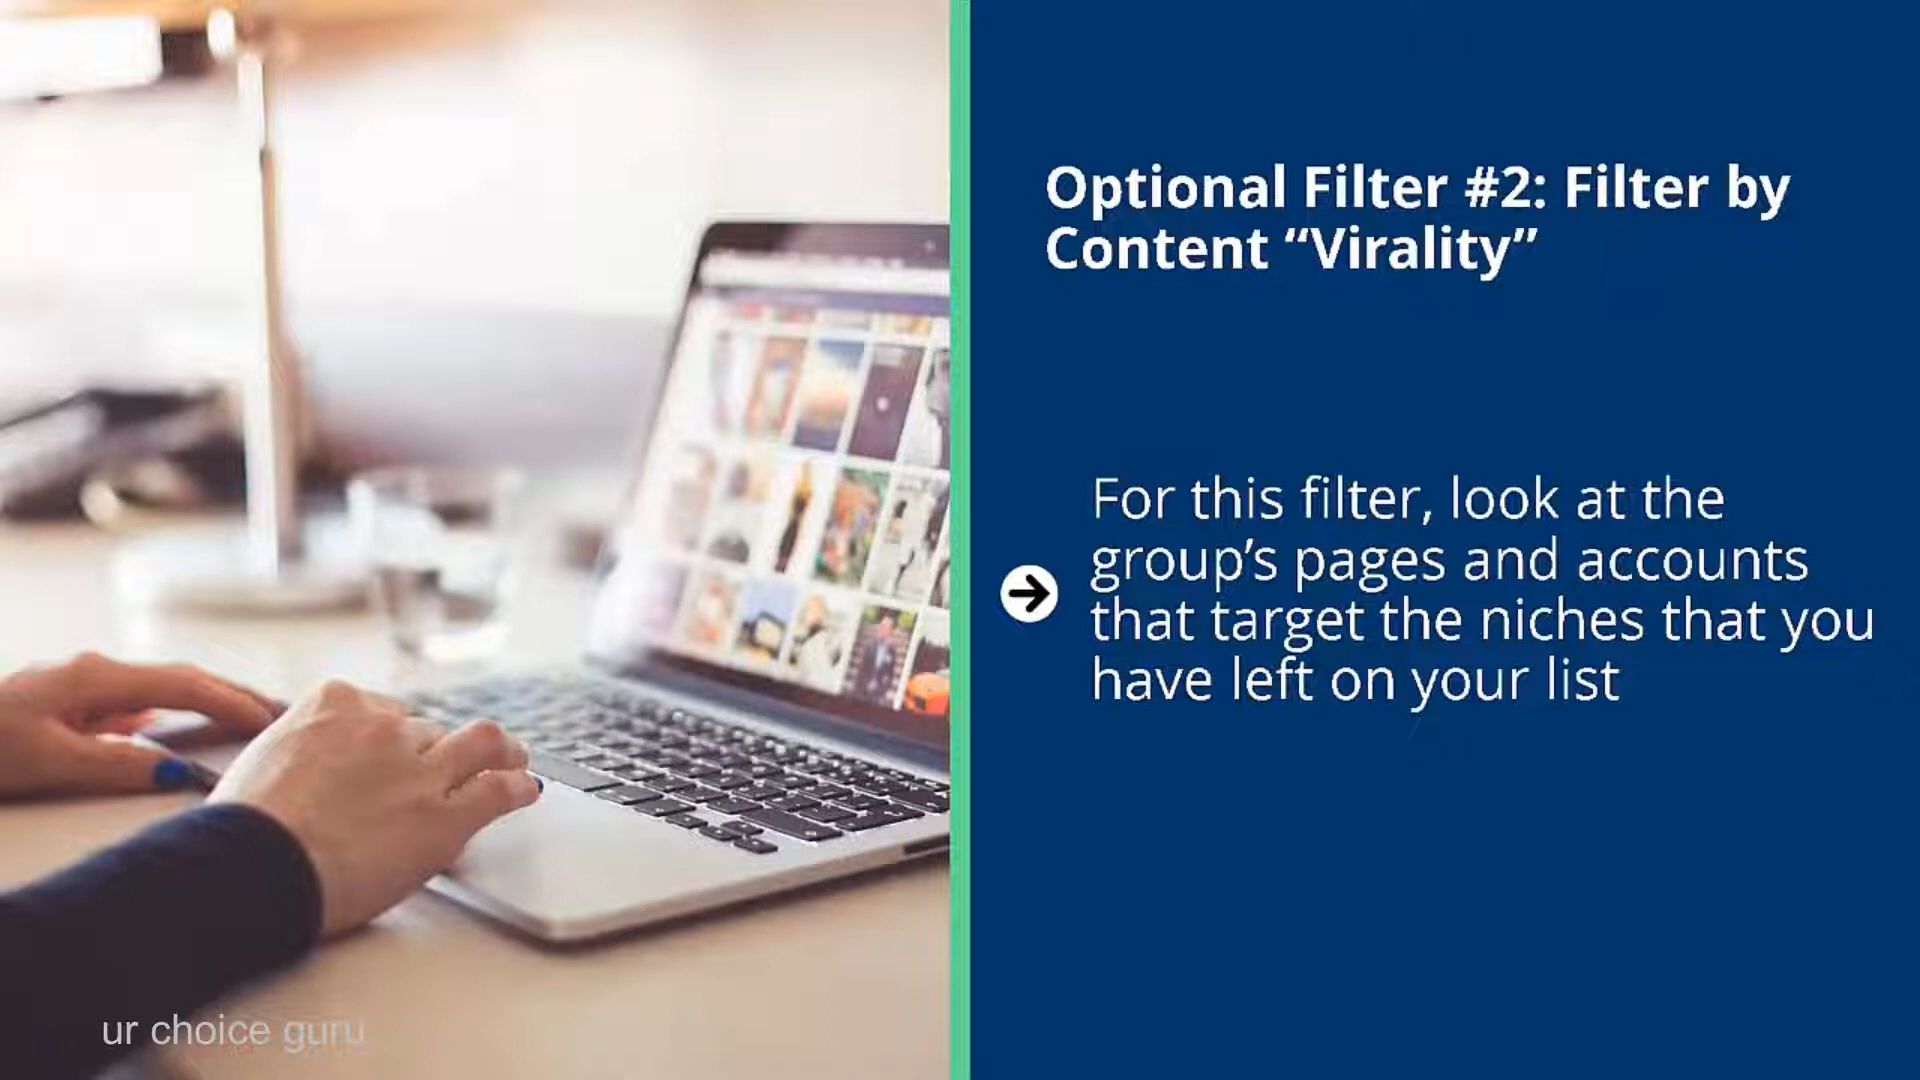 Optional Filter #2: Filter by
Content “Virality”
For this filter, look at the
group’s pages and accounts
that target the niches that you
have left on your list
ur choice guru